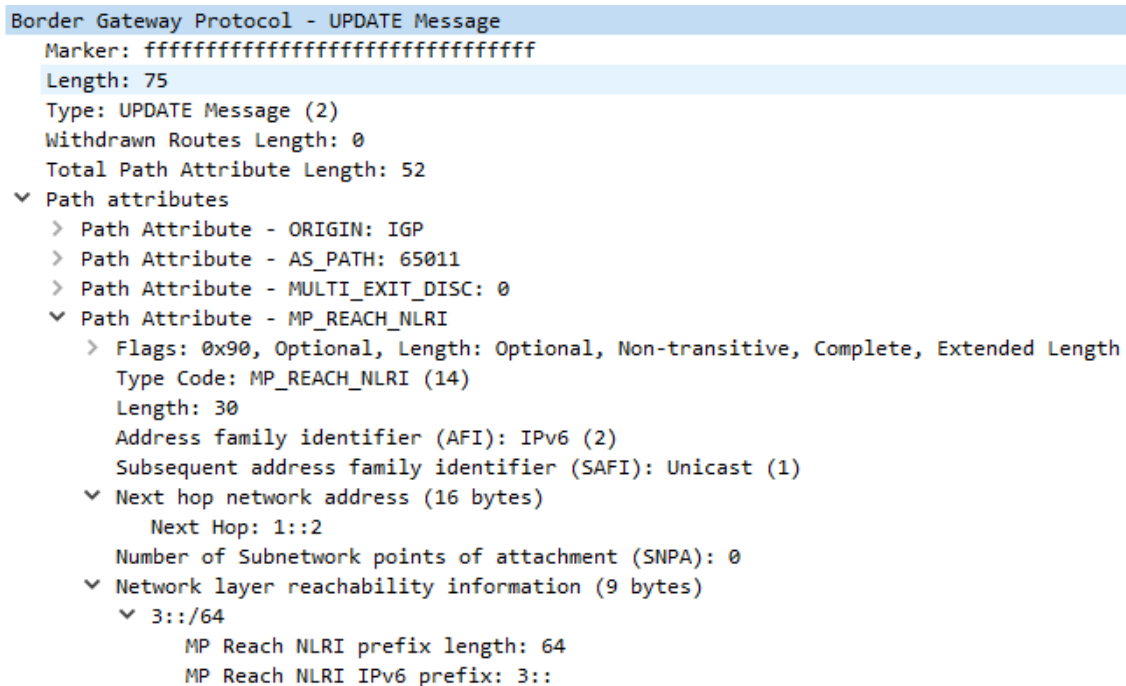 Border Gateway Protocol - UPDATE Message
Marker: ffffffffffffffffffffffffffffffff
Length: 75
Type: UPDATE Message (2)
Withdrawn Routes Length: 0
Total Path Attribute Length: 52
Path attributes
Path Attribute - ORIGIN: IGP
Path Attribute - AS_PATH: 65011
Path Attribute - MULTI_EXIT_DISC: 0
Path Attribute - MP_REACH_NLRI
Flags: 0x90, Optional, Length: Optional, Non-transitive, Complete, Extended Length
Type Code: MP_REACH_NLRI (14)
Length: 30
Address family identifier (AFI): IPv6 (2)
Subsequent address family identifier (SAFI): Unicast (1)
Next hop network address (16 bytes)
Next Hop: 1::2
Number of Subnetwork points of attachment (SNPA): 0
Network layer reachability information (9 bytes)
3::/64
MP Reach NLRI prefix length: 64
MP Reach NLRI IPv6 prefix: 3::